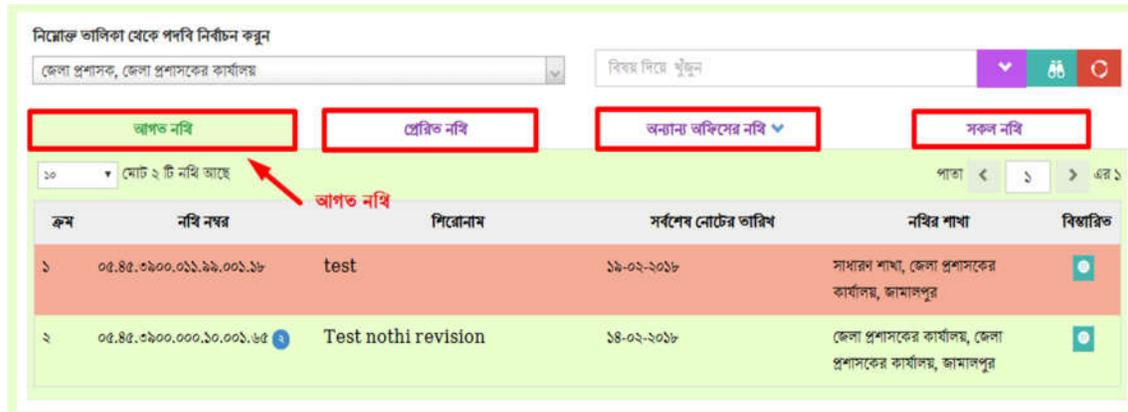 নিম্নোক্ত তালিকা থেকে পদবি নির্বাচন করুন
জেলা প্রশাসক, জেলা প্রশাসকের কার্যালয়
বিষয় দিয়ে খুঁজুন
আগত নথি প্রেরিত নথি অন্যান্য অফিসের নথি সকল নথি
১০ মোট ২ টি নথি আছে পাতা < ১ > এর ১
আগত নথি
ক্রম নথি নম্বর শিরোনাম সর্বশেষ নোটের তারিখ নথির শাখা বিস্তারিত
১ ০৫.৪৫.৩৯০০.০১১.৯৯.০০১.১৮ test ১৯-০২-২০১৮ সাধারণ শাখা, জেলা প্রশাসকের
কার্যালয়, জামালপুর
২ ০৫.৪৫.৩৯০০.০০০.১০.০০১.৬৫ ২ Test nothi revision ১৪-০২-২০১৮ জেলা প্রশাসকের কার্যালয়, জেলা
প্রশাসকের কার্যালয়, জামালপুর